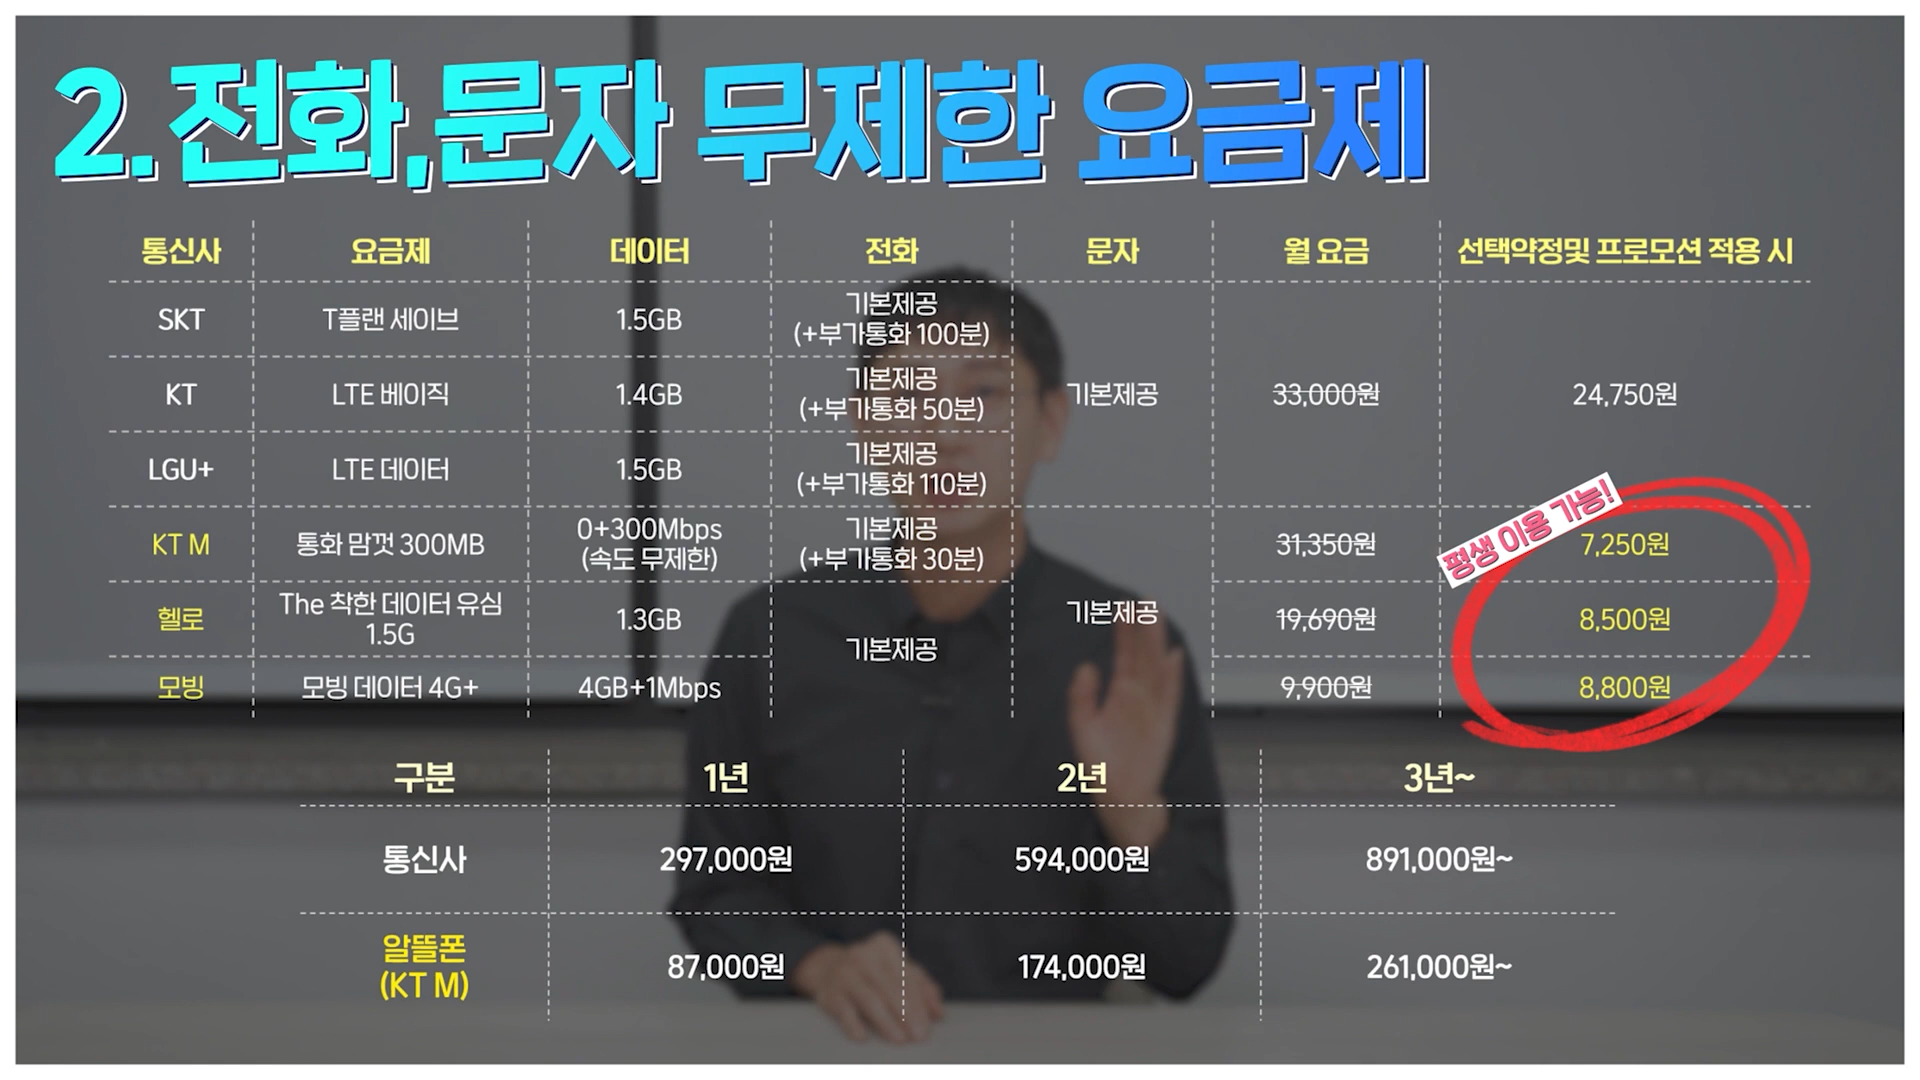 2. 전화,문자 무제한 요금제
통신사 요금제 데이터 전화 문자 월 요금 선택약정및 프로모션 적용 시
SKT T플랜 세이브 1.5GB 기본제공
(+부가통화 100분)
KT LTE 베이직 1.4GB 기본제공
(+부가통화 50분)
기본제공 33,000원 24,750원
LGU+ LTE 데이터 1.5GB 기본제공
(+부가통화 110분)
평생 이용 가능!
KT M 통화 맘껏 300MB 0+300Mbps
(속도 무제한)
기본제공
(+부가통화 30분)
31,350원 7,250원
헬로 The 착한 데이터 유심
1.5G
1.3GB 기본제공 기본제공 19,690원 8,500원
모빙 모빙 데이터 4G+ 4GB+1Mbps 9,900원 8,800원
구분 1년 2년 3년~
통신사 297,000원 594,000원 891,000원~
알뜰폰
(KT M)
87,000원 174,000원 261,000원~